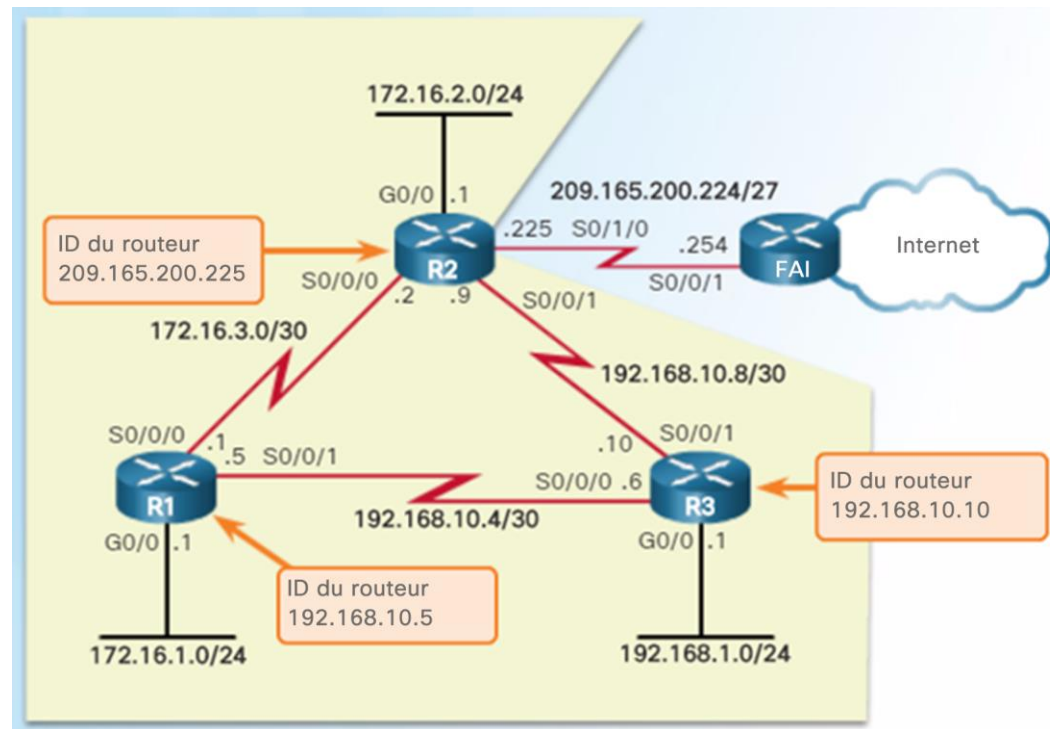 172.16.2.0/24
209.165.200.224/27
G0/0 .1
.225 S0/1/0
.254
Internet
ID du routeur
209.165.200.225
R2
FAI
S0/0/1
S0/0/0 .2
.9 S0/0/1
172.16.3.0/30
192.168.10.8/30
S0/0/0 .1
.5 S0/0/1
.10 S0/0/1
S0/0/0 .6
R1
R3
ID du routeur
192.168.10.10
192.168.10.4/30
G0/0 .1
G0/0 .1
ID du routeur
192.168.10.5
172.16.1.0/24
192.168.1.0/24